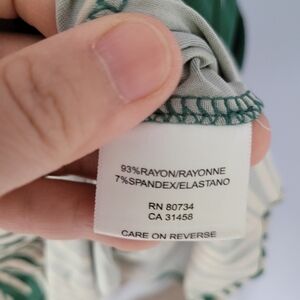 93%RAYON/RAYONNE
7%SPANDEX/ELASTANO
RN 80734
CA 31458
CARE ON REVERSE